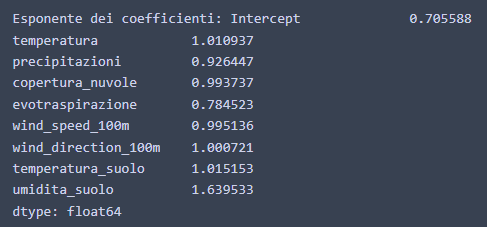 Esponente dei coefficienti: Intercept              0.705588
temperatura            1.010937
precipitazioni         0.926447
copertura_nuvole       0.993737
evotraspirazione       0.784523
wind_speed_100m        0.995136
wind_direction_100m    1.000721
temperatura_suolo      1.015153
umidita_suolo          1.639533
dtype: float64